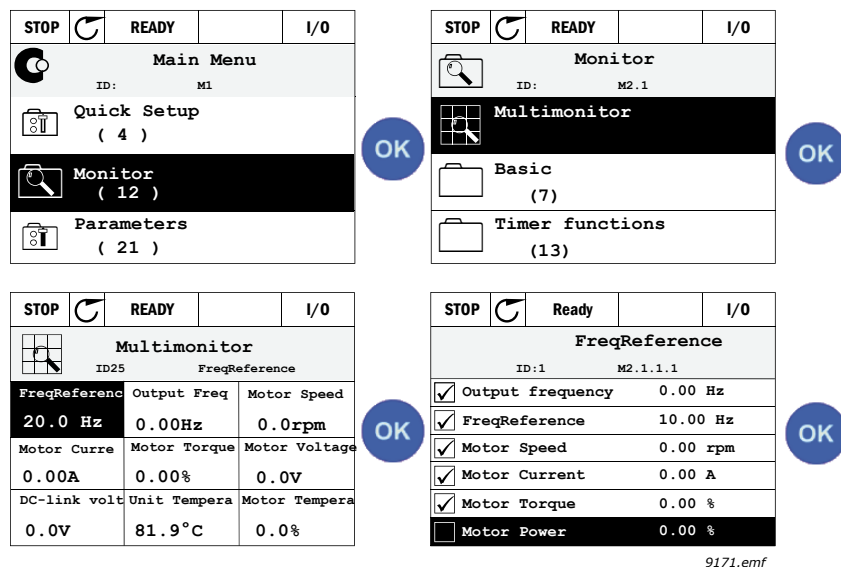 STOP READY I/0
Main Menu
ID: M1
Quick Setup
( 4 )
Monitor
( 12 )
Parameters
( 21 )
OK
STOP READY I/0
Monitor
ID: M2.1
Multimonitor
Basic
(7)
Timer functions
(13)
OK
STOP READY I/0
Multimonitor
ID25 FreqReference
FreqReferenc Output Freq Motor Speed
20.0 Hz 0.00Hz 0.0rpm
Motor Curre Motor Torque Motor Voltage
0.00A 0.00% 0.0V
DC-link volt Unit Tempera Motor Tempera
0.0V 81.9°C 0.0%
OK
STOP Ready I/0
FreqReference
ID:1 M2.1.1.1
Output frequency 0.00 Hz
FreqReference 10.00 Hz
Motor Speed 0.00 rpm
Motor Current 0.00 A
Motor Torque 0.00 %
Motor Power 0.00 %
OK
9171.emf